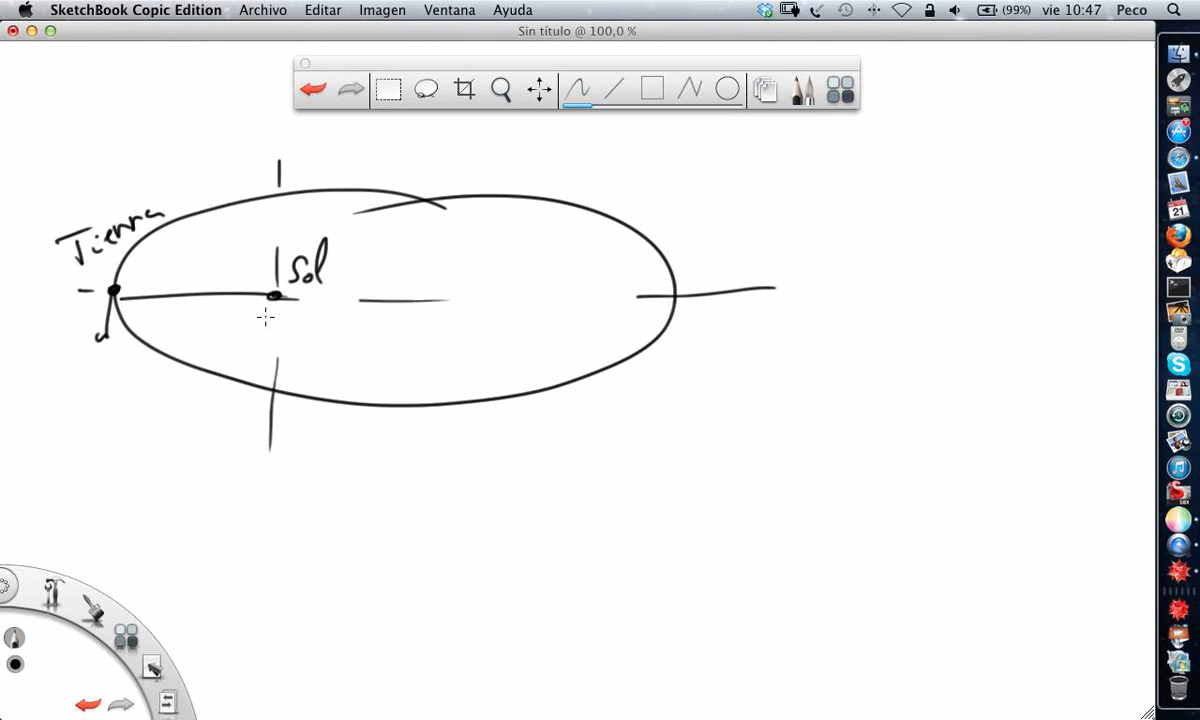 SketchBook Copic Edition Archivo Editar Imagen Ventana Ayuda (99%) vie 10:47 Peco
Sin título @ 100,0 %
Tierra
Sol
21